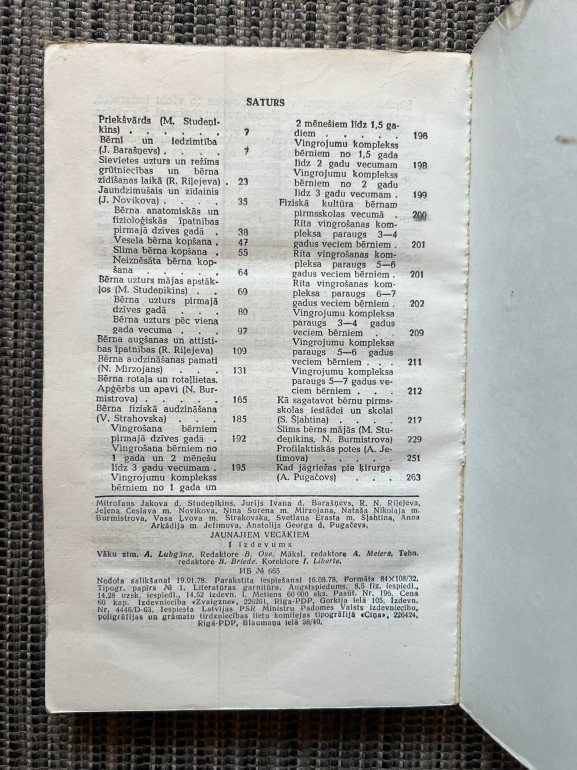 SATURS
Priekšvārds (M. Studeņi-
kins) . . . . . . 7
Bērni un iedzimtība
(J. Barašņevs) . . . . . 7
Sievietes uzturs un režīms
grūtniecības un bērna
zīdīšanas laikā (R. Riļejeva) . 23
Jaundzimušais un zīdainis
(J. Novikova) . . . . 35
Bērna anatomiskās un
fizioloģiskās īpatnības
pirmajā dzīves gadā . 38
Vesela bērna kopšana . 47
Slima bērna kopšana . . 55
Neiznēsāta bērna kop-
šana . . . . . . 64
Bērna uzturs mājas apstāk-
ļos (M. Studeņikins) . . 69
Bērna uzturs pirmajā
dzīves gadā . . . 80
Bērna uzturs pēc viena
gada vecuma . . . 97
Bērna augšanas un attīstī-
bas īpatnības (R. Riļejeva) 109
Bērna audzināšanas pamati
(N. Mirzojans) . . . . 131
Bērna rotaļa un rotaļlietas.
Apģērbs un apavi (N. Bur-
mistrova) . . . . . 165
Bērna fiziskā audzināšana
(V. Strahovska) . . . . 185
Vingrošana bērniem
pirmajā dzīves gadā . 192
Vingrošana bērniem no
1 gada un 2 mēnešu
līdz 3 gadu vecumam . 195
Vingrojumu komplekss
bērniem no 1 gada un
2 mēnešiem līdz 1,5 ga-
diem . . . . . 196
Vingrojumu komplekss
bērniem no 1,5 gada
līdz 2 gadu vecumam 198
Vingrojumu komplekss
bērniem no 2 gadu
līdz 3 gadu vecumam . 199
Fiziskā kultūra bērnam
pirmsskolas vecumā . . 200
Rīta vingrošanas kom-
pleksa paraugs 3—4
gadus veciem bērniem . 201
Rīta vingrošanas kom-
pleksa paraugs 5—6
gadus veciem bērniem . 201
Rīta vingrošanas kom-
pleksa paraugs 6—7
gadus veciem bērniem . 202
Vingrojumu kompleksa
paraugs 3—4 gadus
veciem bērniem . . . 209
Vingrojumu kompleksa
paraugs 5—6 gadus
veciem bērniem . . . 211
Vingrojumu kompleksa
paraugs 5—7 gadus ve-
ciem bērniem . . . 212
Kā sagatavot bērnu pirms-
skolas iestādei un skolai
(S. Šļahtina) . . . . 217
Slims bērns mājās (M. Stu-
deņikins, N. Burmistrova) 229
Profilaktiskās potes (A. Je-
fimova) . . . . . 251
Kad jāgriežas pie ķirurga
(A. Pugačovs) . . . . 263
Mitrofans Jakova d. Studeņikins, Jurijs Ivana d. Barašņevs, R. N. Riļejeva,
Jeļena Česlava m. Novikova, Nina Surena m. Mirzojana, Nataša Nikolaja m.
Burmistrova, Vasa Ļvova m. Strakovska, Svetlana Erasta m. Šļahtina, Anna
Arkādija m. Jefimova, Anatolijs Georga d. Pugačevs,
JAUNAJIEM VECĀKIEM
I izdevums
Vāku zīm. A. Lubgāne. Redaktore B. Ose. Māksl. redaktore A. Meiere. Tehn.
redaktore B. Briede. Korektore I. Liberte.
ИБ № 665
Nodota salikšanai 19.01.78. Parakstīta iespiešanai 16.08.78. Formāts 84×108/32.
Tipogr. papīrs № 1. Literatūras garnitūra. Augstspiedums. 8,5 fiz. iespiedl.,
14,28 uzsk. iespiedl., 14,52 izdevn. l. Metiens 60 000 eks. Pasūt. Nr. 196. Cena
60 kap. Izdevniecība «Zvaigzne», 226261, Rīgā-PDP, Gorkija ielā 105. Izdevn.
Nr. 4446/D-63. Iespiesta Latvijas PSR Ministru Padomes Valsts izdevniecību,
poligrāfijas un grāmatu tirdzniecības lietu komitejas tipogrāfijā «Cīņa», 226424,
Rīgā-PDP, Blaumaņa ielā 38/40.